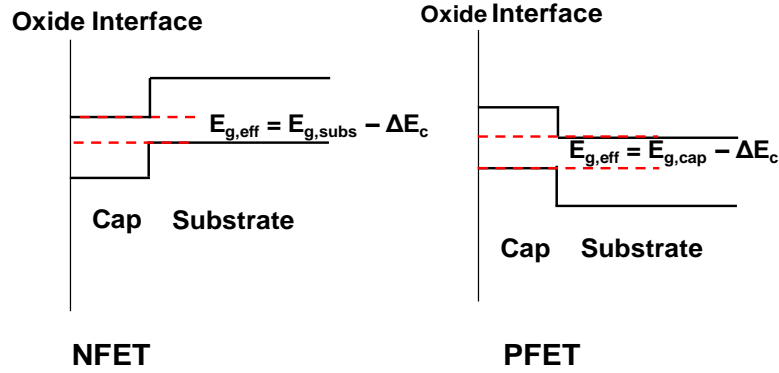 Oxide Interface
E_g,eff = E_g,subs – ΔE_c
Cap Substrate
NFET
Oxide Interface
E_g,eff = E_g,cap – ΔE_c
Cap Substrate
PFET